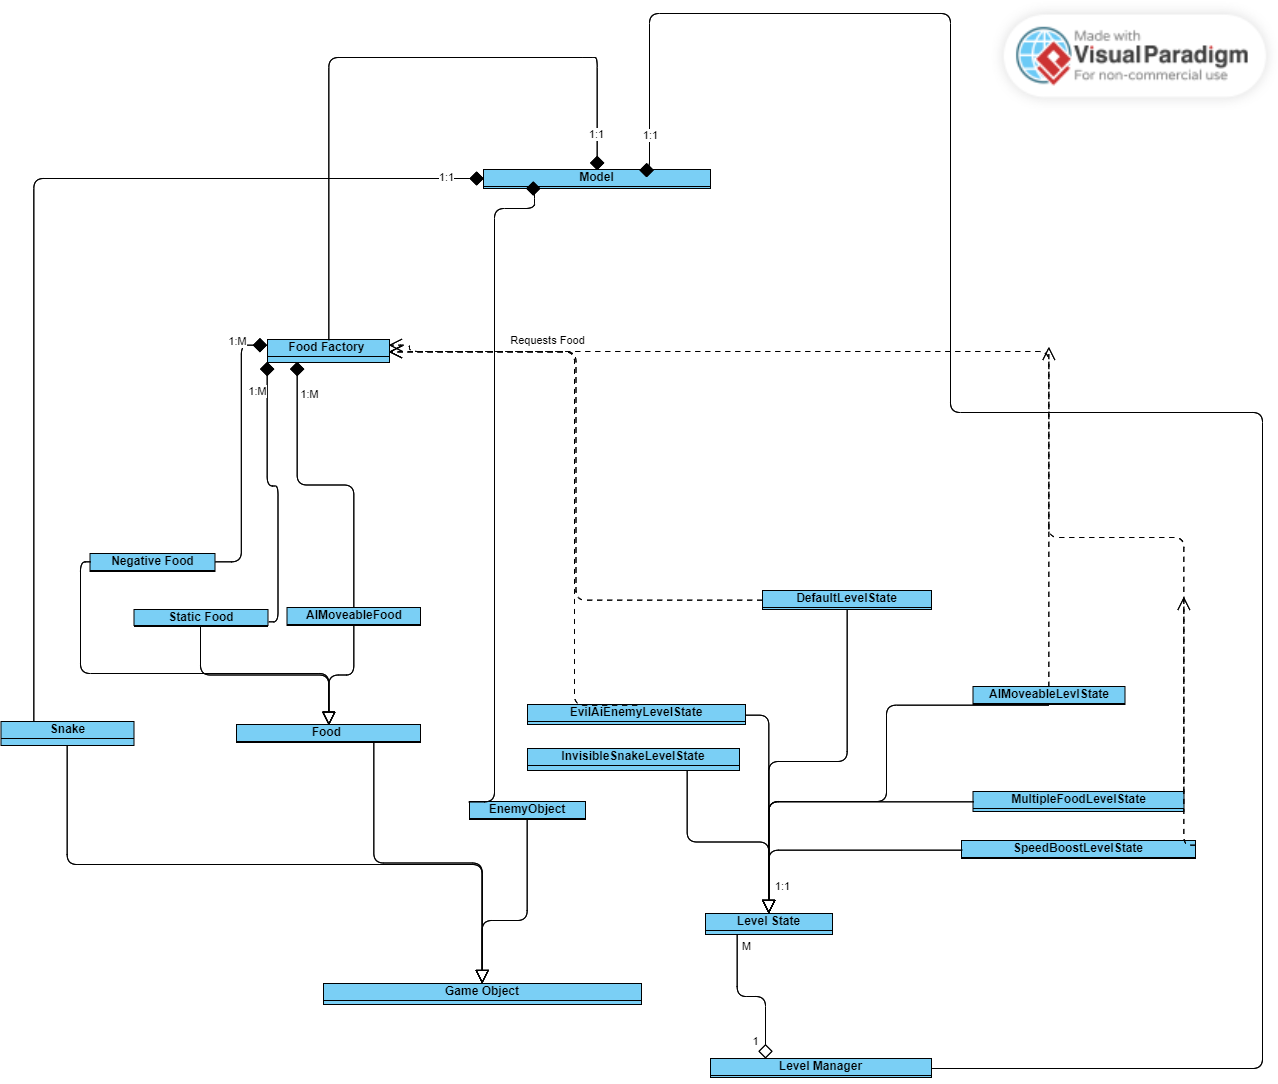 Made with
Visual Paradigm
For non-commercial use
1:1
1:1
1:1
Model
1:M
Food Factory
Requests Food
1:M
1:M
Negative Food
Static Food
AIMoveableFood
DefaultLevelState
AIMoveableLevlState
EvilAiEnemyLevelState
Snake
Food
InvisibleSnakeLevelState
EnemyObject
MultipleFoodLevelState
SpeedBoostLevelState
1:1
Level State
M
Game Object
1
Level Manager